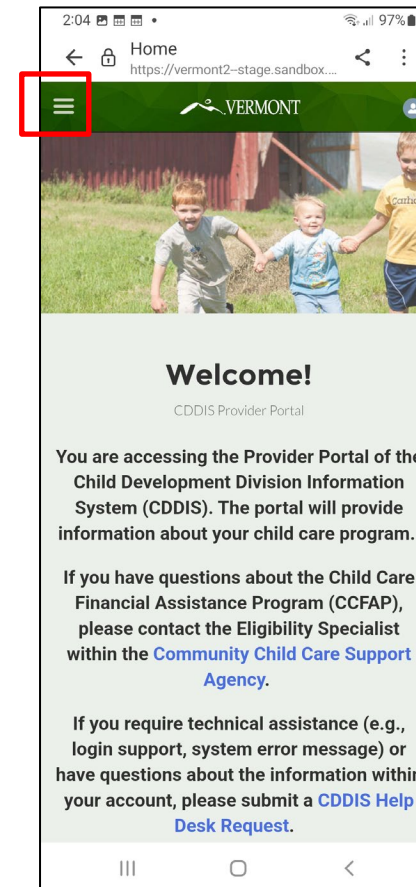 2:04 97%
Home
https://vermont2--stage.sandbox....
VERMONT
Welcome!
CDDIS Provider Portal
You are accessing the Provider Portal of the
Child Development Division Information
System (CDDIS). The portal will provide
information about your child care program.
If you have questions about the Child Care
Financial Assistance Program (CCFAP),
please contact the Eligibility Specialist
within the Community Child Care Support
Agency.
If you require technical assistance (e.g.,
login support, system error message) or
have questions about the information within
your account, please submit a CDDIS Help
Desk Request.